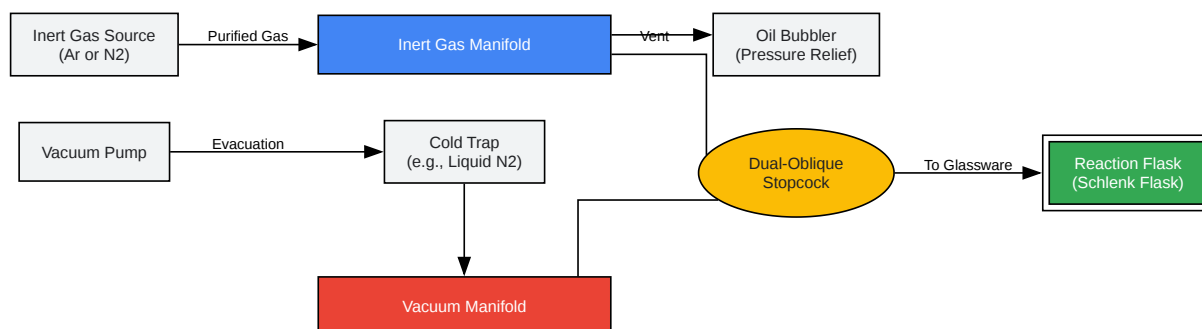 Inert Gas Source
(Ar or N2)
Purified Gas
Inert Gas Manifold
Vent
Oil Bubbler
(Pressure Relief)
Vacuum Pump
Evacuation
Cold Trap
(e.g., Liquid N2)
Dual-Oblique
Stopcock
To Glassware
Reaction Flask
(Schlenk Flask)
Vacuum Manifold